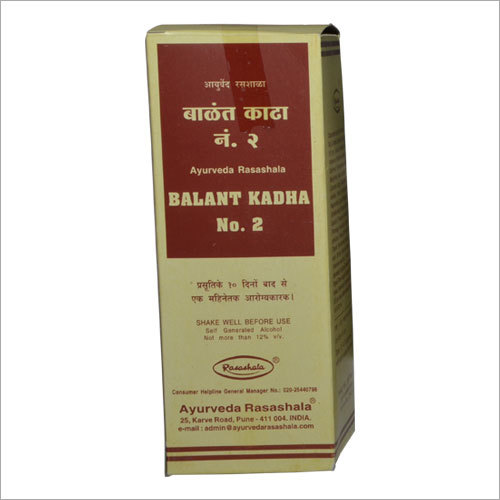 आयुर्वेद रसशाळा
बाळंत काढा
नं. २
Ayurveda Rasashala
BALANT KADHA
No. 2
प्रसूतिके १० दिनों बाद से
एक महिनेतक आरोग्यकारक।
SHAKE WELL BEFORE USE
Self Generated Alcohol
Not more than 12% v/v.
Rasashala®
Consumer Helpline General Manager No.: 020-25440796
Ayurveda Rasashala®
25, Karve Road, Pune - 411 004. INDIA.
e-mail : admin@ayurvedarasashala.com